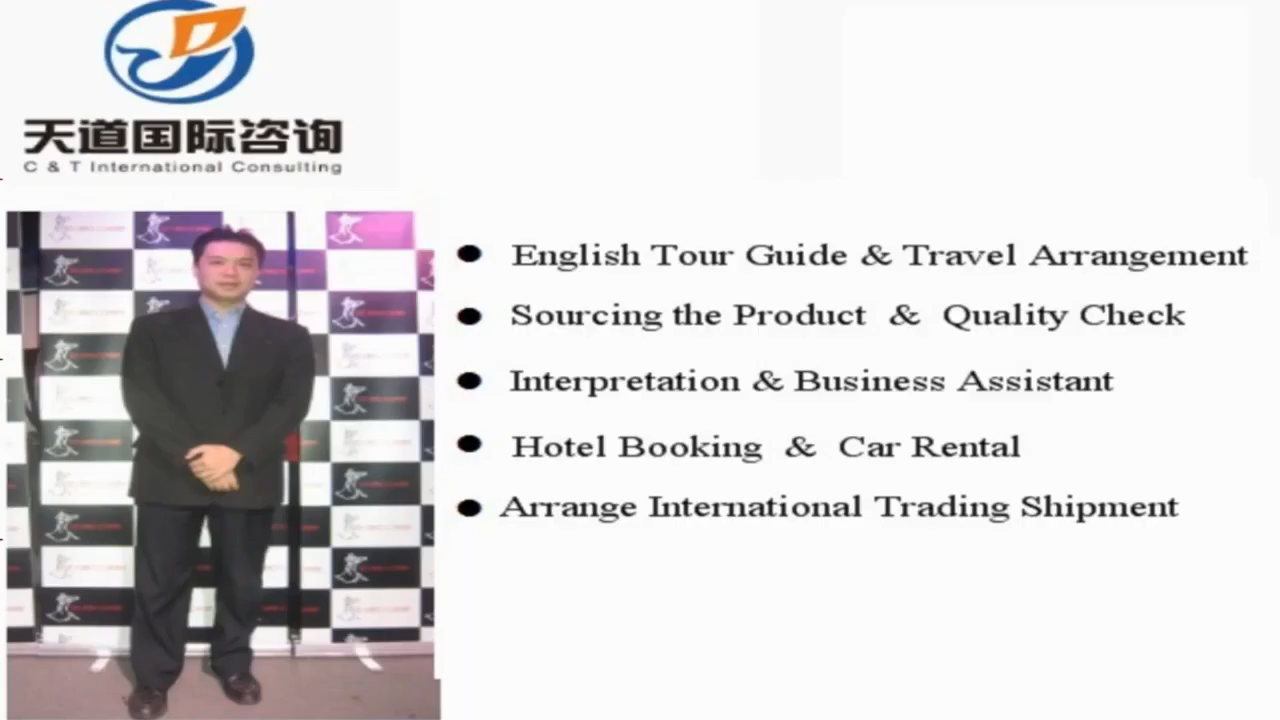 天道国际咨询
C & T International Consulting
● English Tour Guide & Travel Arrangement
● Sourcing the Product & Quality Check
● Interpretation & Business Assistant
● Hotel Booking & Car Rental
● Arrange International Trading Shipment